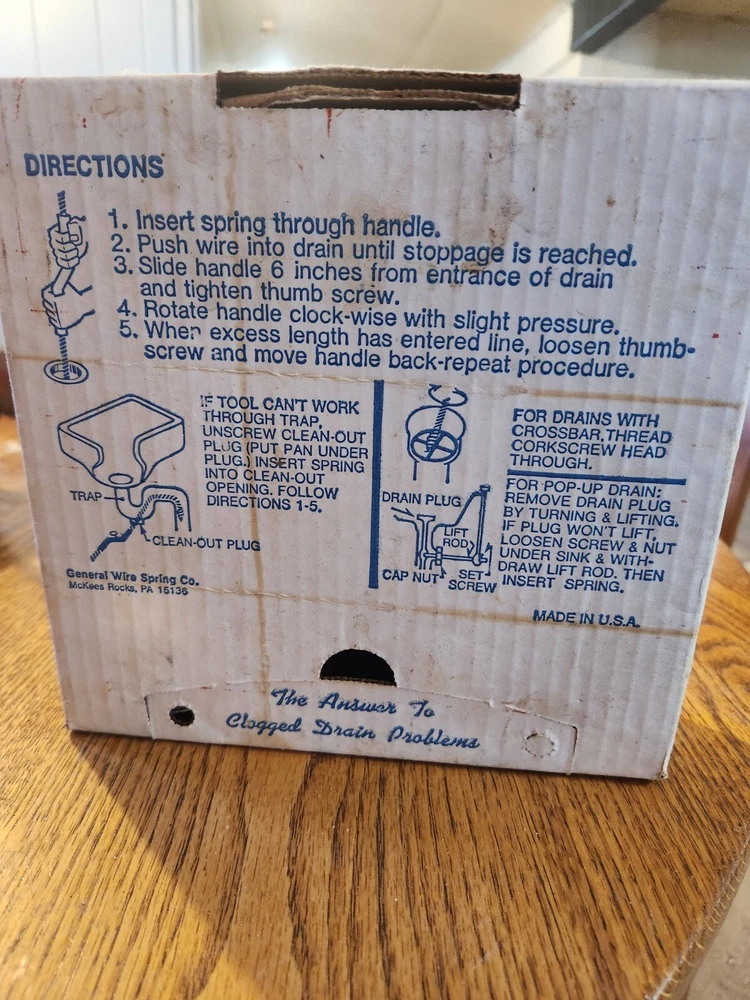 DIRECTIONS
1. Insert spring through handle.
2. Push wire into drain until stoppage is reached.
3. Slide handle 6 inches from entrance of drain
and tighten thumb screw.
4. Rotate handle clock-wise with slight pressure.
5. When excess length has entered line, loosen thumb-
screw and move handle back-repeat procedure.
IF TOOL CAN'T WORK
THROUGH TRAP,
UNSCREW CLEAN-OUT
PLUG (PUT PAN UNDER
PLUG.) INSERT SPRING
INTO CLEAN-OUT
OPENING. FOLLOW
DIRECTIONS 1-5.
TRAP
CLEAN-OUT PLUG
General Wire Spring Co.
McKees Rocks, PA 15136
FOR DRAINS WITH
CROSSBAR, THREAD
CORKSCREW HEAD
THROUGH.
FOR POP-UP DRAIN:
REMOVE DRAIN PLUG
BY TURNING & LIFTING.
IF PLUG WON'T LIFT,
LOOSEN SCREW & NUT
UNDER SINK & WITH-
DRAW LIFT ROD. THEN
INSERT SPRING.
DRAIN PLUG
LIFT
ROD
CAP NUT
SET
SCREW
MADE IN U.S.A.
The Answer To
Clogged Drain Problems